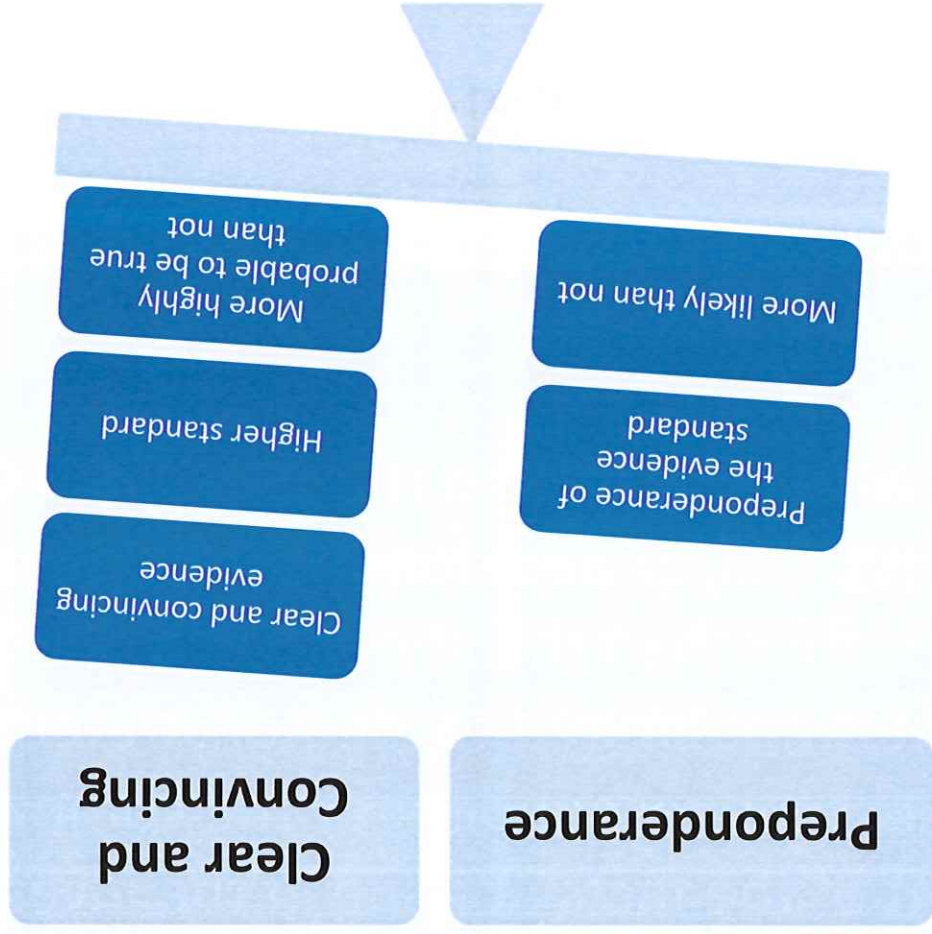 Preponderance
Clear and
Convincing
Preponderance of
the evidence
standard
More likely than not
Clear and convincing
evidence
Higher standard
More highly
probable to be true
than not